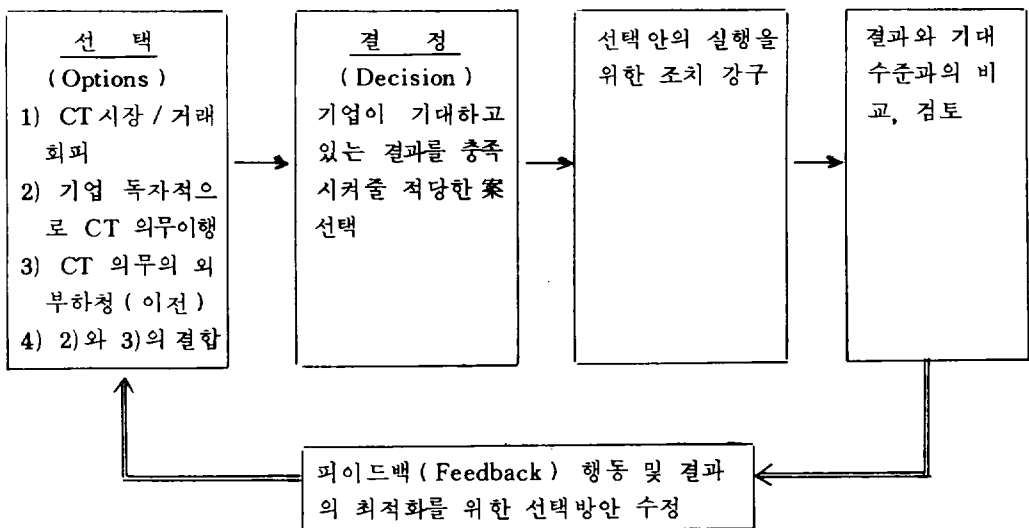 선 택
( Options )
1) CT 시장 / 거래
회피
2) 기업 독자적으
로 CT 의무이행
3) CT 의무의 외
부하청 ( 이전 )
4) 2)와 3)의 결합
결 정
( Decision )
기업이 기대하고
있는 결과를 충족
시켜줄 적당한 案
선택
선택안의 실행을
위한 조치 강구
결과와 기대
수준과의 비
교, 검토
피이드백 ( Feedback ) 행동 및 결과
의 최적화를 위한 선택방안 수정